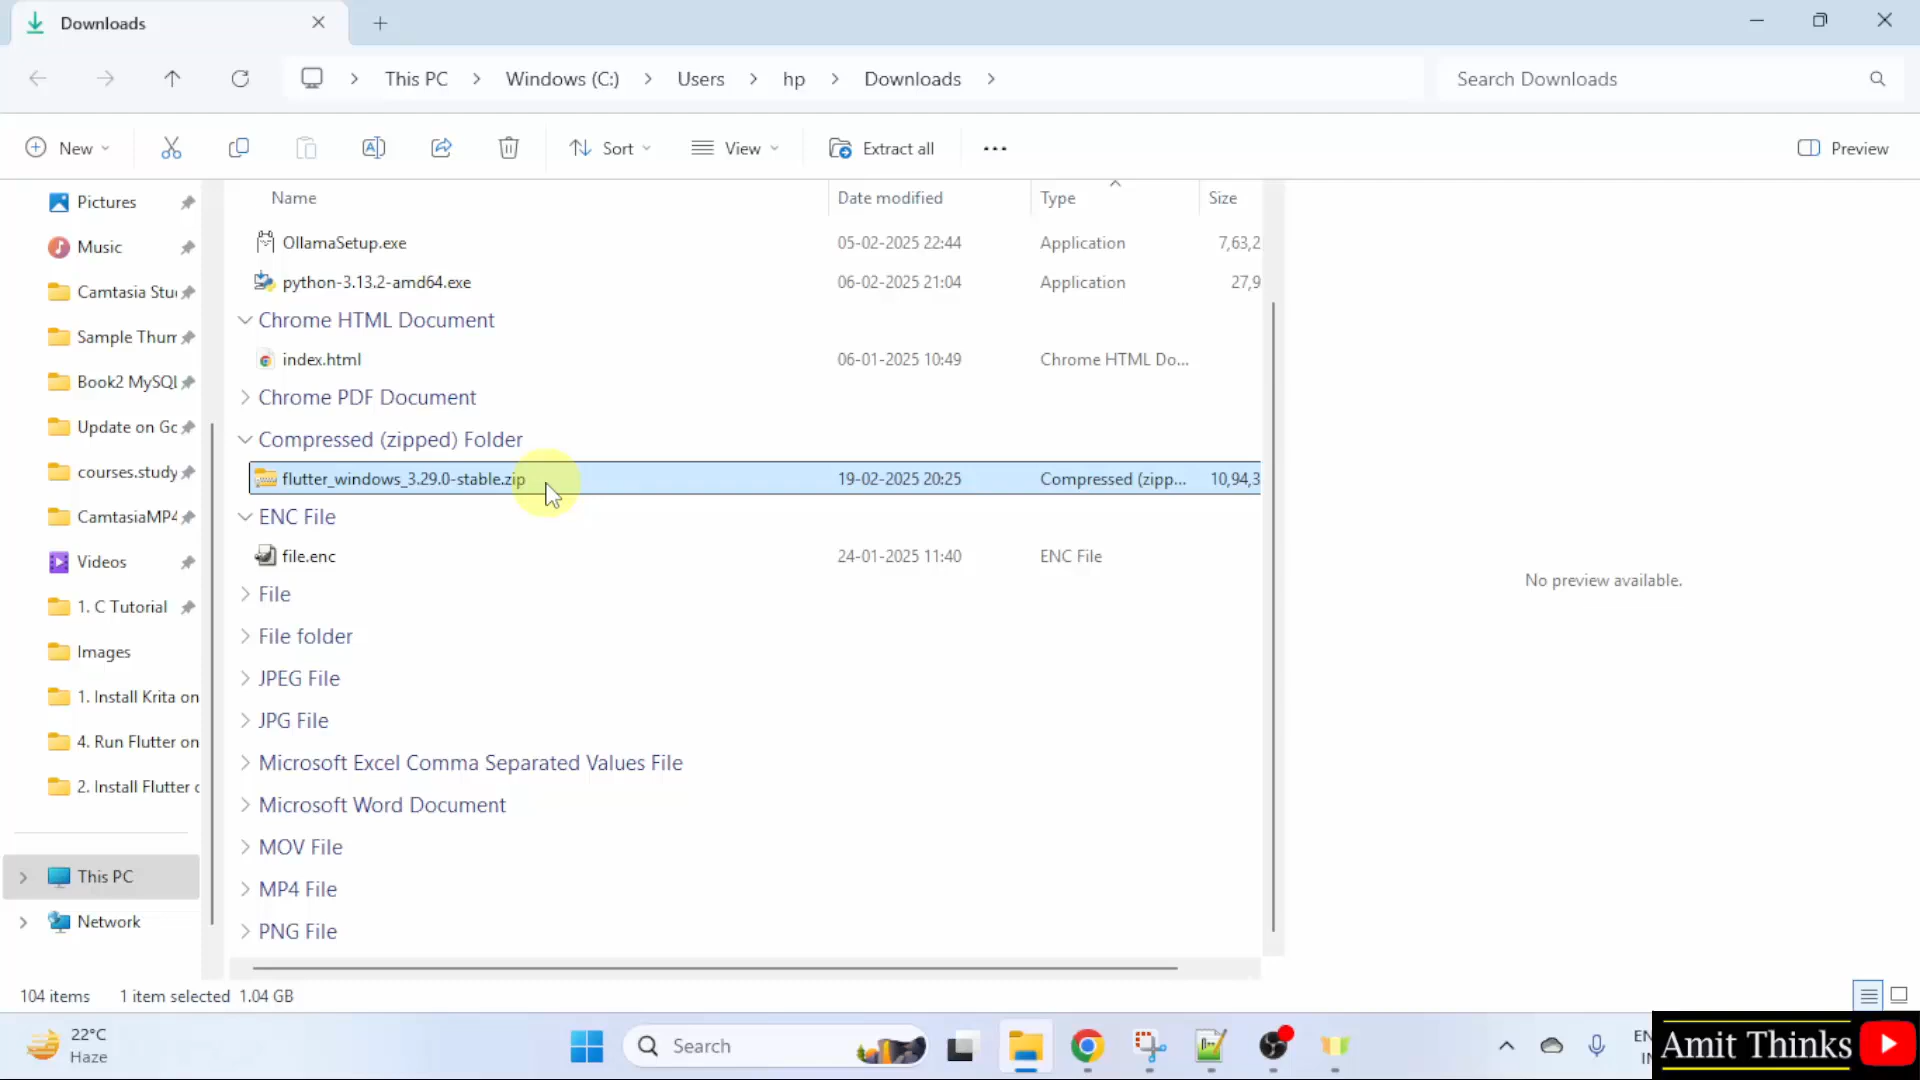 Downloads
This PC
Windows (C:)
Users
hp
Downloads
Search Downloads
New
Sort
View
Extract all
Preview
Pictures
Music
Camtasia Stu
Sample Thum
Book2 MySQL
Update on Go
courses.study
CamtasiaMP4
Videos
1. C Tutorial
Images
1. Install Krita on
4. Run Flutter on
2. Install Flutter
This PC
Network
Name Date modified Type Size
OllamaSetup.exe 05-02-2025 22:44 Application 7,63,2
python-3.13.2-amd64.exe 06-02-2025 21:04 Application 27,9
Chrome HTML Document
index.html 06-01-2025 10:49 Chrome HTML Do...
Chrome PDF Document
Compressed (zipped) Folder
flutter_windows_3.29.0-stable.zip 19-02-2025 20:25 Compressed (zipp... 10,94,3
ENC File
file.enc 24-01-2025 11:40 ENC File
File
File folder
JPEG File
JPG File
Microsoft Excel Comma Separated Values File
Microsoft Word Document
MOV File
MP4 File
PNG File
No preview available.
104 items 1 item selected 1.04 GB
22°C
Haze
Search
Amit Thinks